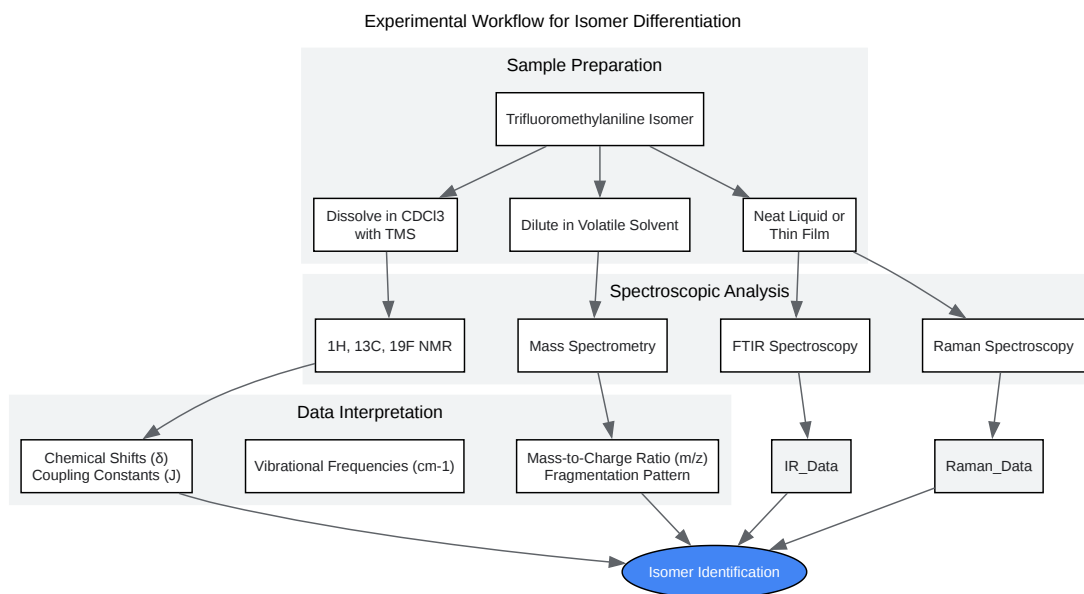 Experimental Workflow for Isomer Differentiation
Sample Preparation
Trifluoromethylaniline Isomer
Dissolve in CDCl3
with TMS
Dilute in Volatile Solvent
Neat Liquid or
Thin Film
Spectroscopic Analysis
1H, 13C, 19F NMR
Mass Spectrometry
FTIR Spectroscopy
Raman Spectroscopy
Data Interpretation
Chemical Shifts (δ)
Coupling Constants (J)
Vibrational Frequencies (cm-1)
Mass-to-Charge Ratio (m/z)
Fragmentation Pattern
IR_Data
Raman_Data
Isomer Identification